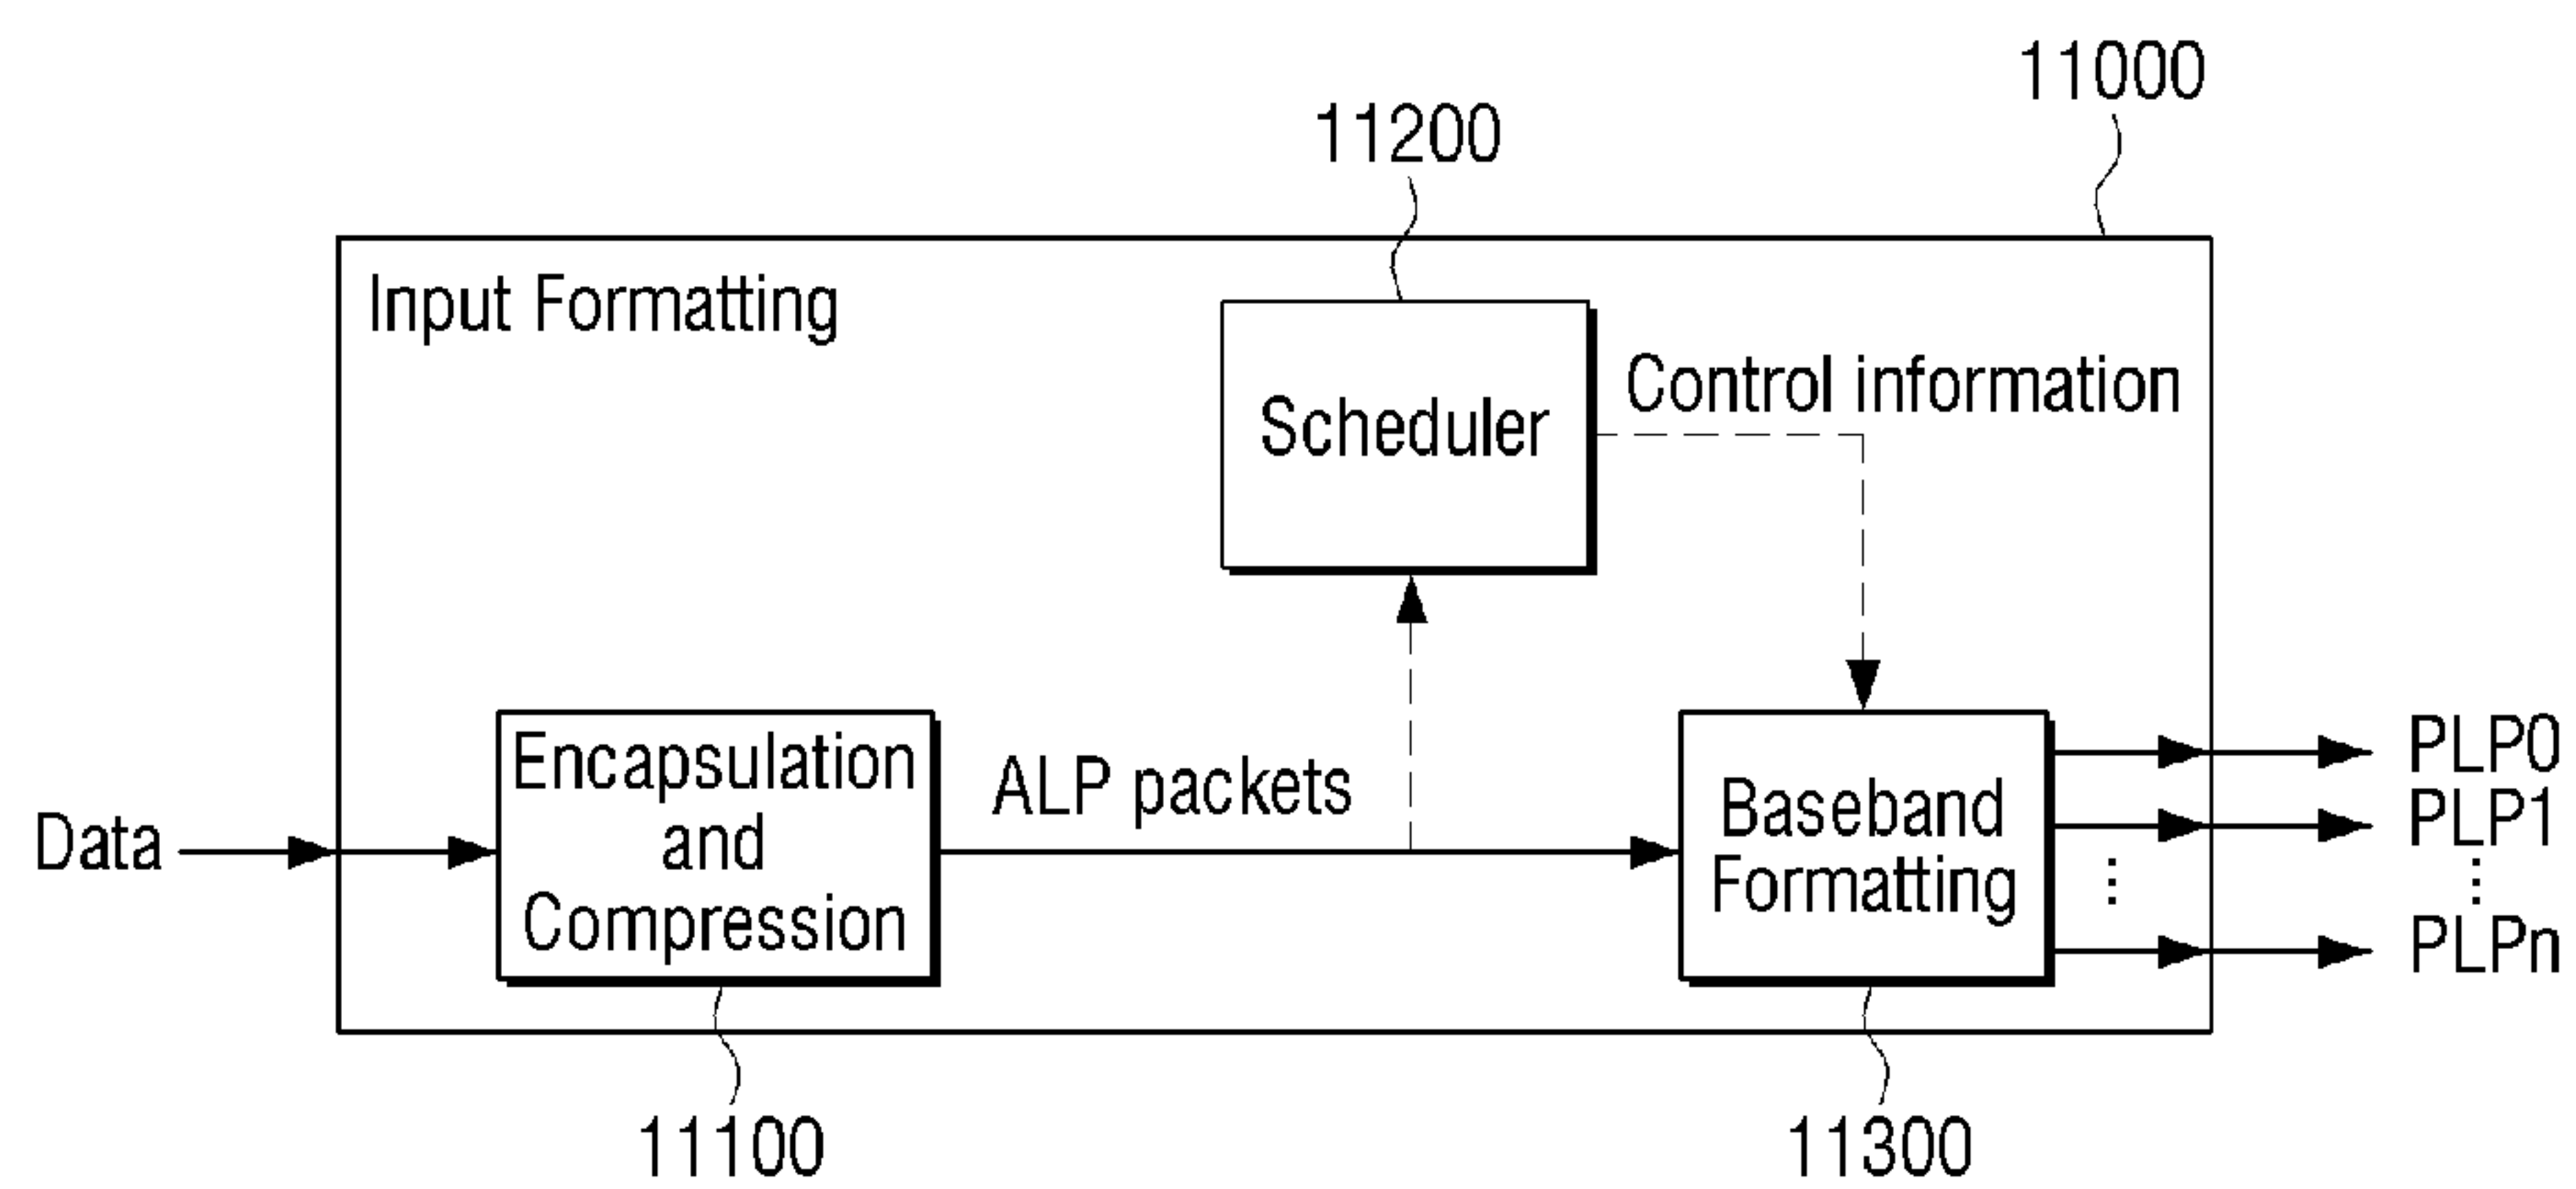 11000
11200
Input Formatting
Scheduler
Control information
Encapsulation
and
Compression
ALP packets
Data
Baseband
Formatting
⋮
PLP0
PLP1
⋮
PLPn
11100
11300